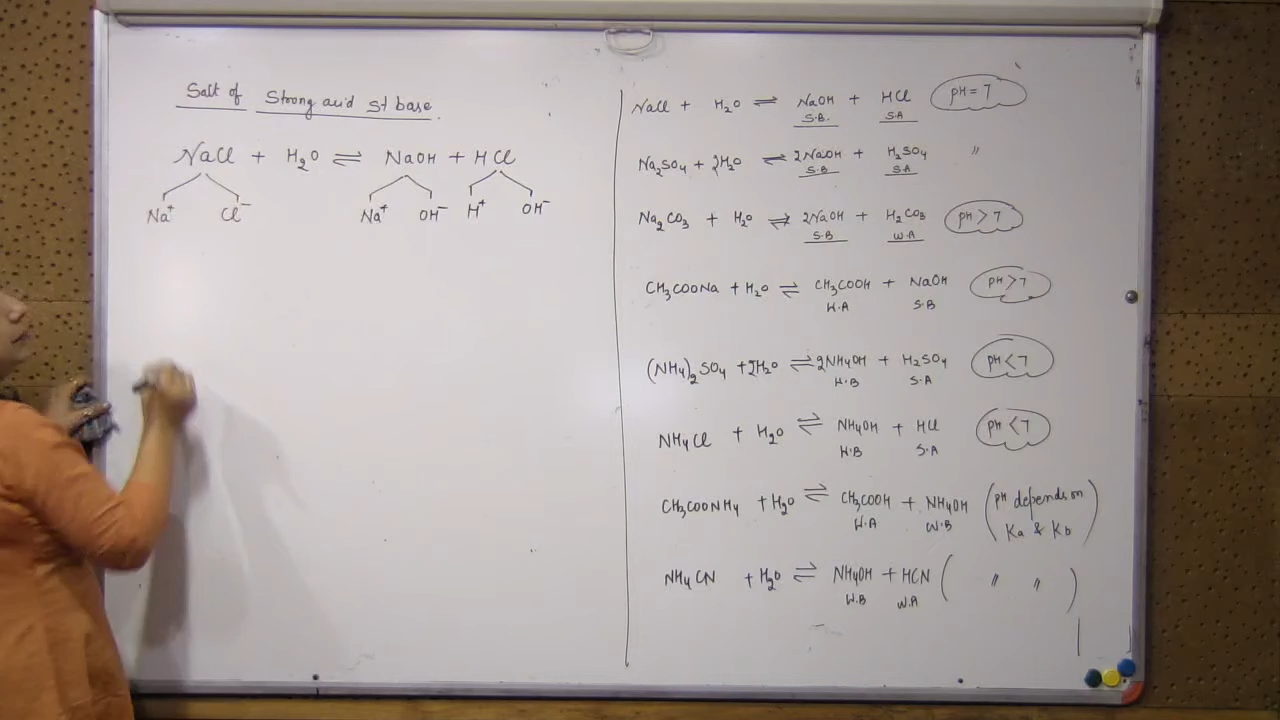 Salt of Strong acid St base.
NaCl + H₂O ⇌ NaOH + HCl
Na⁺ Cl⁻ Na⁺ OH⁻ H⁺ OH⁻
NaCl + H₂O ⇌ NaOH + HCl pH = 7
S.B. S.A
Na₂SO₄ + 2H₂O ⇌ 2NaOH + H₂SO₄ "
S.B S.A
Na₂CO₃ + H₂O ⇌ 2NaOH + H₂CO₃ pH > 7
S.B W.A
CH₃COONa + H₂O ⇌ CH₃COOH + NaOH pH > 7
W.A S.B
(NH₄)₂SO₄ + 2H₂O ⇌ 2NH₄OH + H₂SO₄ pH < 7
W.B S.A
NH₄Cl + H₂O ⇌ NH₄OH + HCl pH < 7
W.B S.A
CH₃COONH₄ + H₂O ⇌ CH₃COOH + NH₄OH (pH depends on
Ka & Kb)
W.A W.B
NH₄CN + H₂O ⇌ NH₄OH + HCN ( " " )
W.B W.A